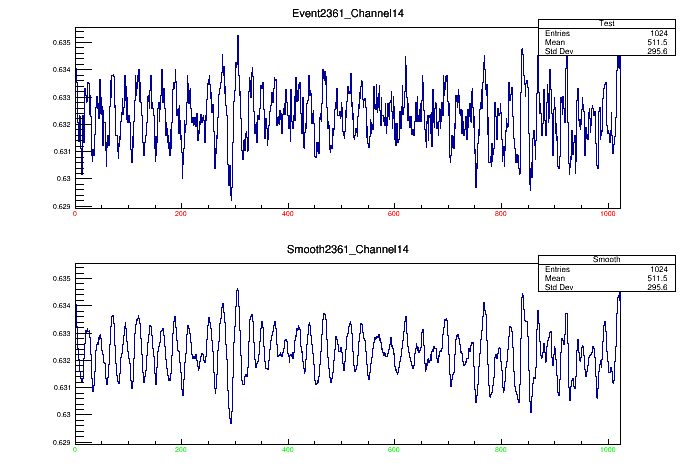 Event2361_Channel14
Test
Entries 1024
Mean 511.5
Std Dev 295.6
0.635
0.634
0.633
0.632
0.631
0.63
0.629
0 200 400 600 800 1000
Smooth2361_Channel14
Smooth
Entries 1024
Mean 511.5
Std Dev 295.6
0.635
0.634
0.633
0.632
0.631
0.63
0.629
0 200 400 600 800 1000